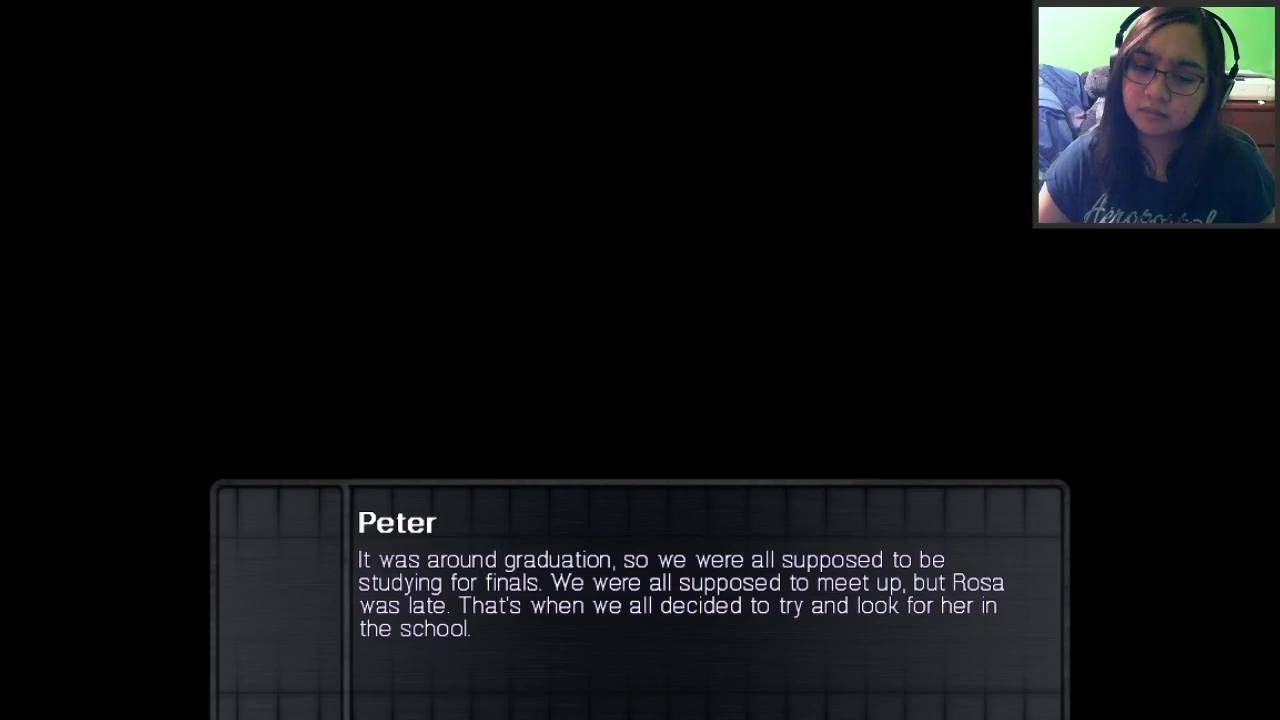 Aéropostal
Peter
It was around graduation, so we were all supposed to be
studying for finals. We were all supposed to meet up, but Rosa
was late. That's when we all decided to try and look for her in
the school.